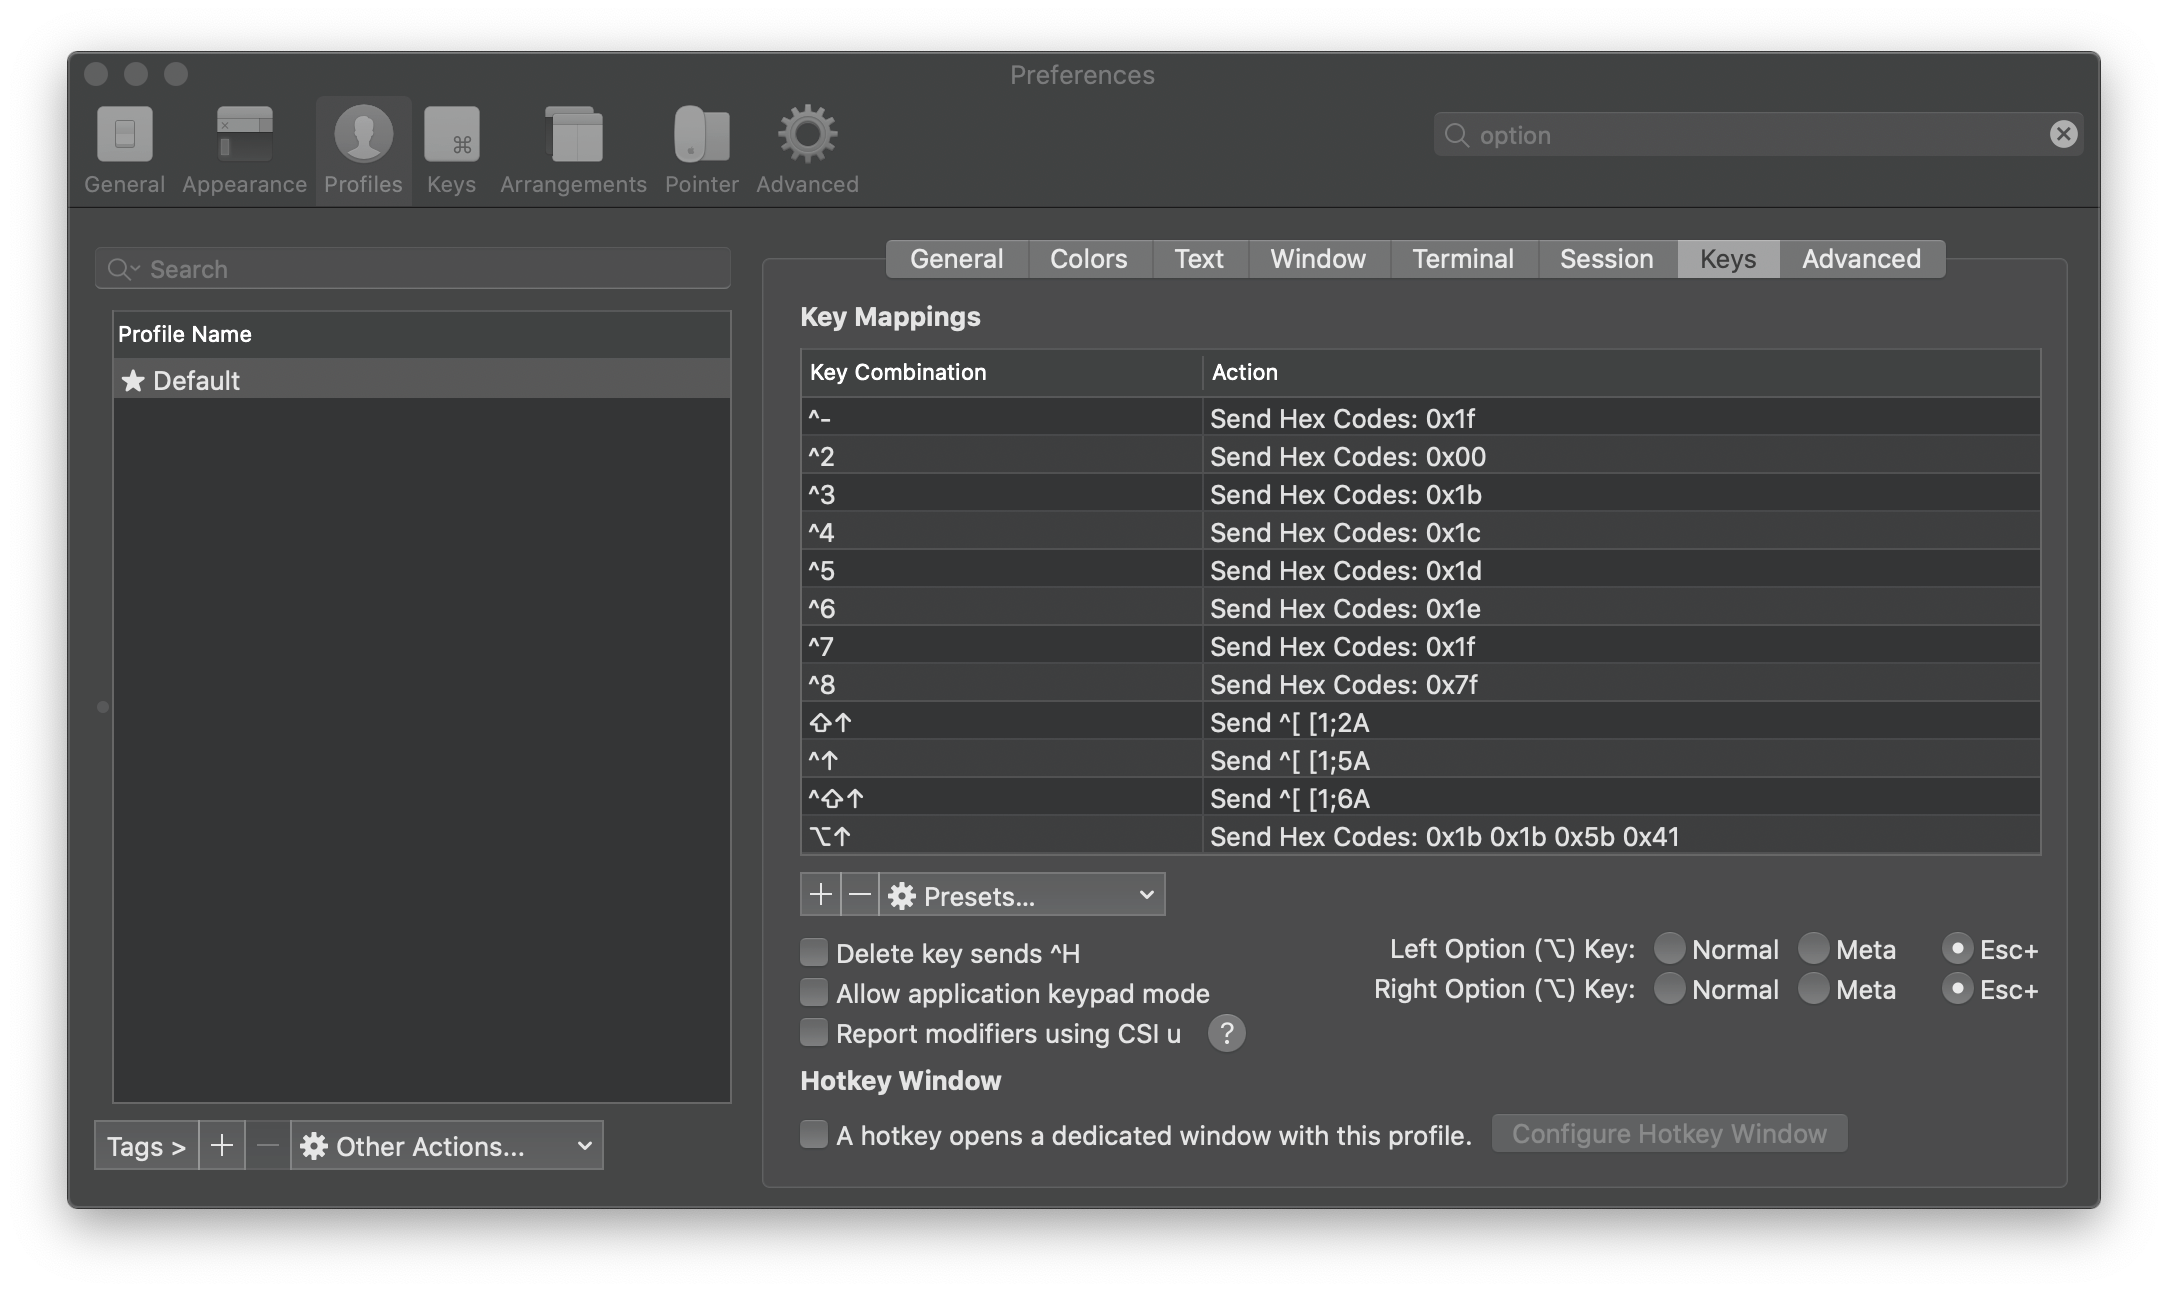 Preferences
General Appearance Profiles Keys Arrangements Pointer Advanced
option
Search
Profile Name
★ Default
Tags >
Other Actions...
General Colors Text Window Terminal Session Keys Advanced
Key Mappings
Key Combination Action
^- Send Hex Codes: 0x1f
^2 Send Hex Codes: 0x00
^3 Send Hex Codes: 0x1b
^4 Send Hex Codes: 0x1c
^5 Send Hex Codes: 0x1d
^6 Send Hex Codes: 0x1e
^7 Send Hex Codes: 0x1f
^8 Send Hex Codes: 0x7f
⇧↑ Send ^[ [1;2A
^↑ Send ^[ [1;5A
^⇧↑ Send ^[ [1;6A
⌥↑ Send Hex Codes: 0x1b 0x1b 0x5b 0x41
Presets...
Delete key sends ^H
Allow application keypad mode
Report modifiers using CSI u ?
Left Option (⌥) Key: Normal Meta Esc+
Right Option (⌥) Key: Normal Meta Esc+
Hotkey Window
A hotkey opens a dedicated window with this profile. Configure Hotkey Window